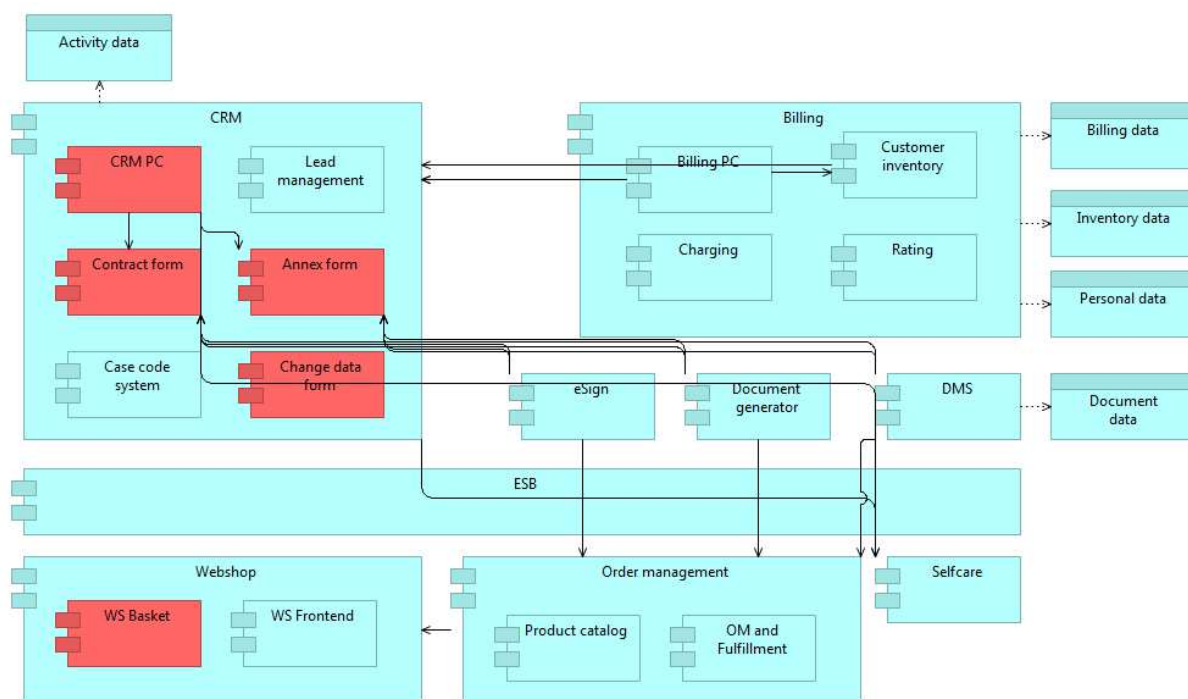 Activity data
CRM
Billing
Billing data
CRM PC
Lead
management
Billing PC
Customer
inventory
Inventory data
Contract form
Annex form
Charging
Rating
Personal data
Case code
system
Change data
form
eSign
Document
generator
DMS
Document
data
ESB
Webshop
Order management
Selfcare
WS Basket
WS Frontend
Product catalog
OM and
Fulfillment